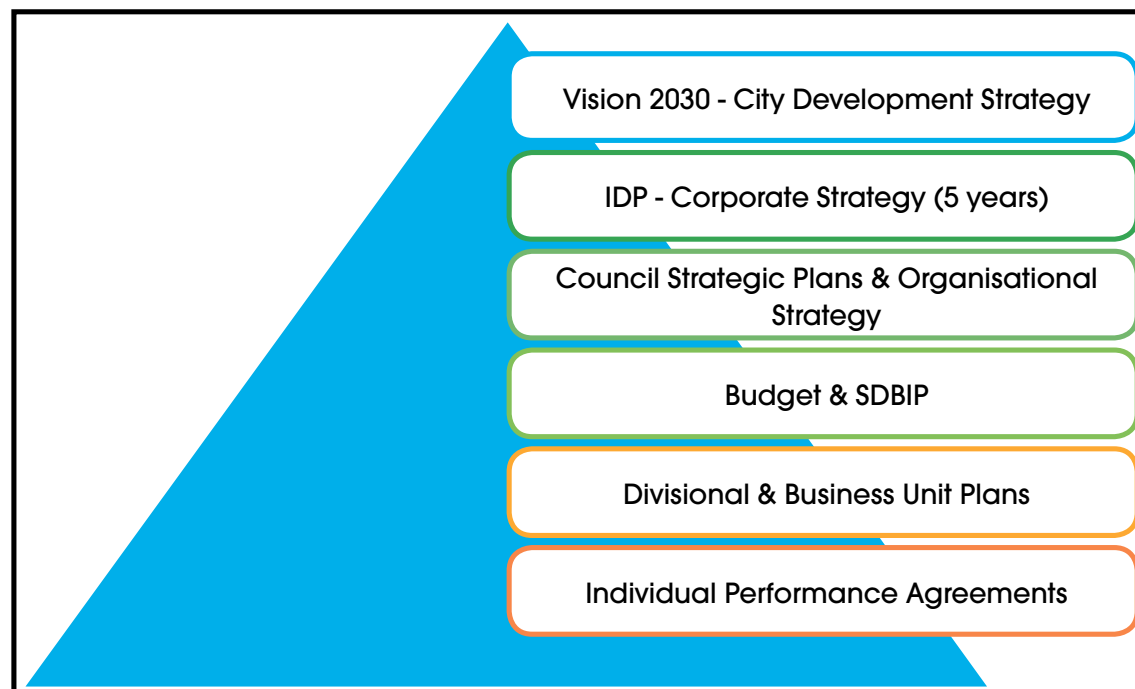 Vision 2030 - City Development Strategy
IDP - Corporate Strategy (5 years)
Council Strategic Plans & Organisational
Strategy
Budget & SDBIP
Divisional & Business Unit Plans
Individual Performance Agreements